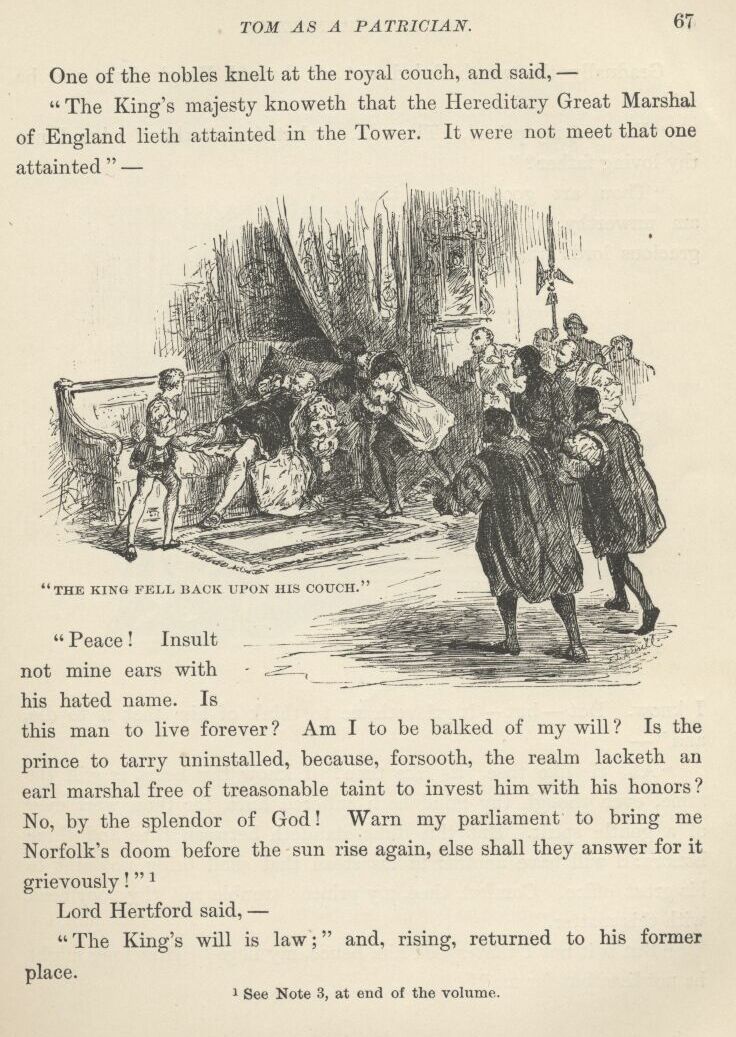 TOM AS A PATRICIAN. 67
One of the nobles knelt at the royal couch, and said, —
“The King’s majesty knoweth that the Hereditary Great Marshal
of England lieth attainted in the Tower. It were not meet that one
attainted” —
“THE KING FELL BACK UPON HIS COUCH.”
“Peace! Insult
not mine ears with
his hated name. Is
this man to live forever? Am I to be balked of my will? Is the
prince to tarry uninstalled, because, forsooth, the realm lacketh an
earl marshal free of treasonable taint to invest him with his honors?
No, by the splendor of God! Warn my parliament to bring me
Norfolk’s doom before the sun rise again, else shall they answer for it
grievously!” 1
Lord Hertford said, —
“The King’s will is law;” and, rising, returned to his former
place.
1 See Note 3, at end of the volume.